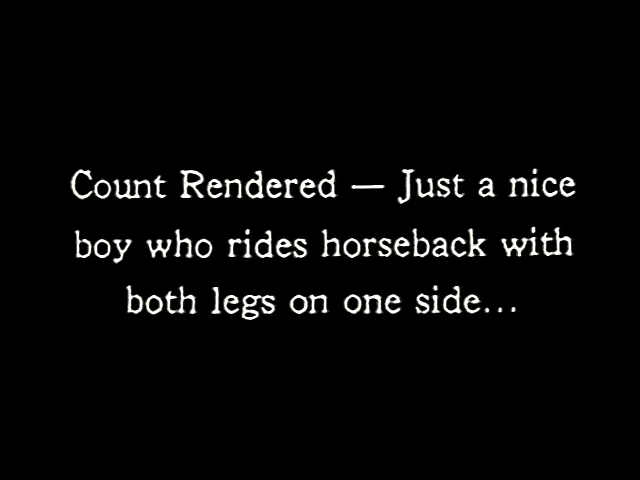 Count Rendered — Just a nice
boy who rides horseback with
both legs on one side...